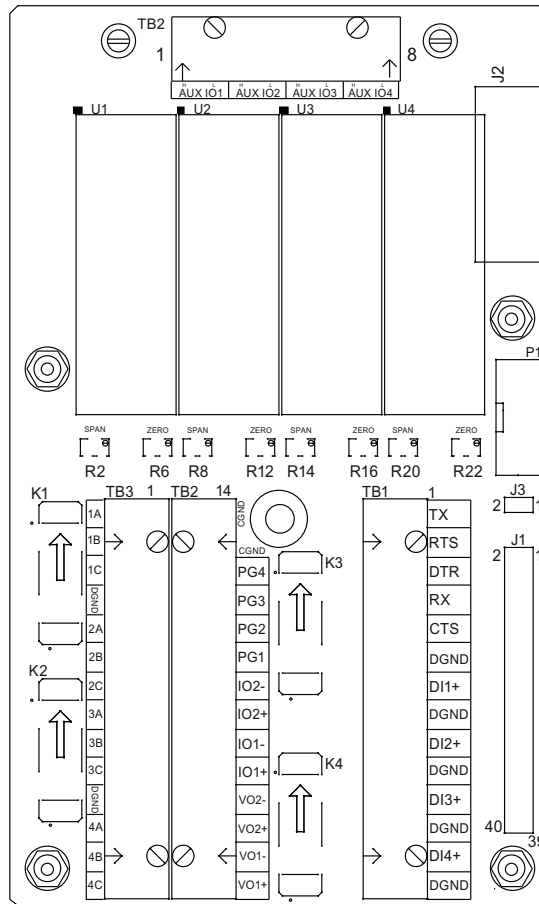 TB2
1
8
J2
H L H L H L H L
AUX IO1 AUX IO2 AUX IO3 AUX IO4
U1 U2 U3 U4
P1
SPAN ZERO SPAN ZERO SPAN ZERO SPAN ZERO
R2 R6 R8 R12 R14 R16 R20 R22
K1
TB3 1 TB2 14
TB1 1
J3
2 1
1A
1B
1C
DGND
2A
2B
2C
3A
3B
3C
DGND
4A
4B
4C
K2
CGND
CGND
PG4
PG3
PG2
PG1
IO2-
IO2+
IO1-
IO1+
VO2-
VO2+
VO1-
VO1+
K3
K4
TX
RTS
DTR
RX
CTS
DGND
DI1+
DGND
DI2+
DGND
DI3+
DGND
DI4+
DGND
J1
2 1
40 39